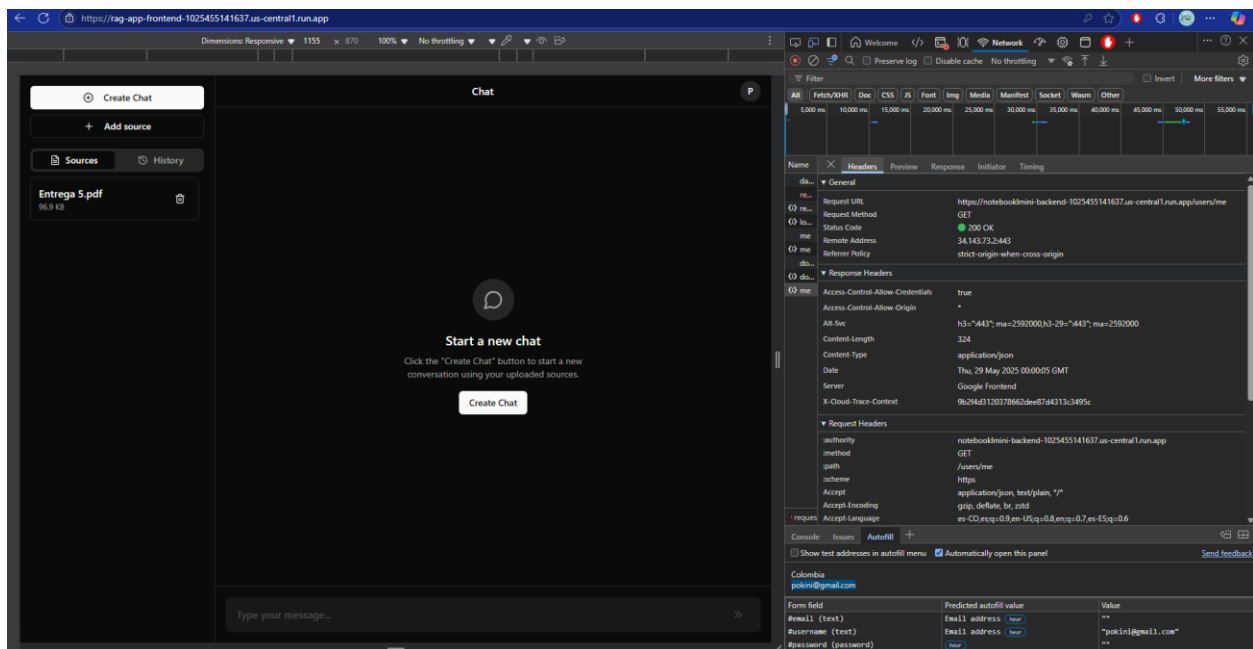 https://rag-app-frontend-1025455141637.us-central1.run.app
Dimensions: Responsive 1155 × 870 100% No throttling
Create Chat
Add source
Sources History
Entrega 5.pdf
96.9 KB
Chat
P
Start a new chat
Click the "Create Chat" button to start a new
conversation using your uploaded sources.
Create Chat
Type your message...
Welcome Network
Preserve log Disable cache No throttling
Filter Invert More filters
All Fetch/XHR Doc CSS JS Font Img Media Manifest Socket Wasm Other
5,000 ms 10,000 ms 15,000 ms 20,000 ms 25,000 ms 30,000 ms 35,000 ms 40,000 ms 45,000 ms 50,000 ms 55,000 ms
Name Headers Preview Response Initiator Timing
da...
re...
re...
lo...
me
me
do...
do...
me
General
Request URL https://notebooklmini-backend-1025455141637.us-central1.run.app/users/me
Request Method GET
Status Code 200 OK
Remote Address 34.143.73.2:443
Referrer Policy strict-origin-when-cross-origin
Response Headers
Access-Control-Allow-Credentials true
Access-Control-Allow-Origin *
Alt-Svc h3=":443"; ma=2592000,h3-29=":443"; ma=2592000
Content-Length 324
Content-Type application/json
Date Thu, 29 May 2025 00:00:05 GMT
Server Google Frontend
X-Cloud-Trace-Context 9b2f4d3120378662dee87d4313c3495c
Request Headers
:authority notebooklmini-backend-1025455141637.us-central1.run.app
:method GET
:path /users/me
:scheme https
Accept application/json, text/plain, */*
Accept-Encoding gzip, deflate, br, zstd
reques Accept-Language es-CO,es;q=0.9,en-US;q=0.8,en;q=0.7,es-ES;q=0.6
Console Issues Autofill
Show test addresses in autofill menu Automatically open this panel Send feedback
Colombia
pokini@gmail.com
Form field Predicted autofill value Value
#email (text) Email address heur ""
#username (text) Email address heur "pokini@gmail.com"
#password (password) heur ""